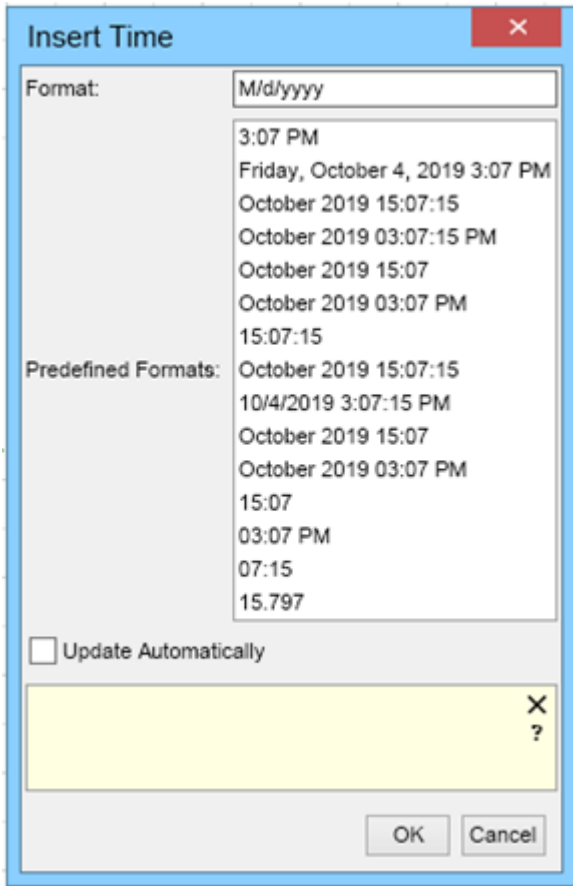 Insert Time
Format: M/d/yyyy
3:07 PM
Friday, October 4, 2019 3:07 PM
October 2019 15:07:15
October 2019 03:07:15 PM
October 2019 15:07
October 2019 03:07 PM
15:07:15
Predefined Formats: October 2019 15:07:15
10/4/2019 3:07:15 PM
October 2019 15:07
October 2019 03:07 PM
15:07
03:07 PM
07:15
15.797
Update Automatically
?
OK Cancel